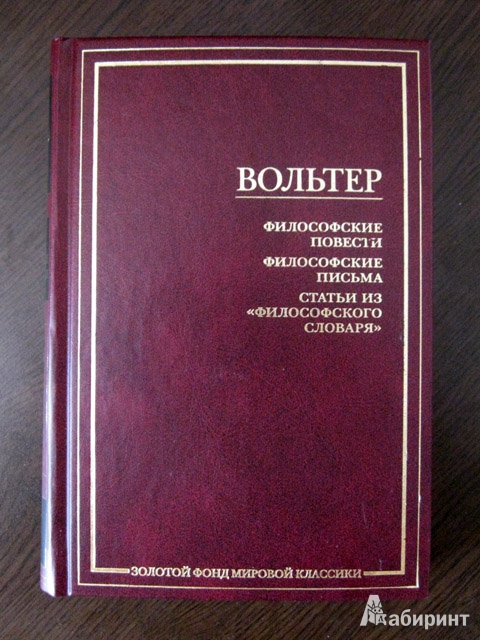 ВОЛЬТЕР
ФИЛОСОФСКИЕ
ПОВЕСТИ
ФИЛОСОФСКИЕ
ПИСЬМА
СТАТЬИ ИЗ
«ФИЛОСОФСКОГО
СЛОВАРЯ»
ЗОЛОТОЙ ФОНД МИРОВОЙ КЛАССИКИ
Лабиринт